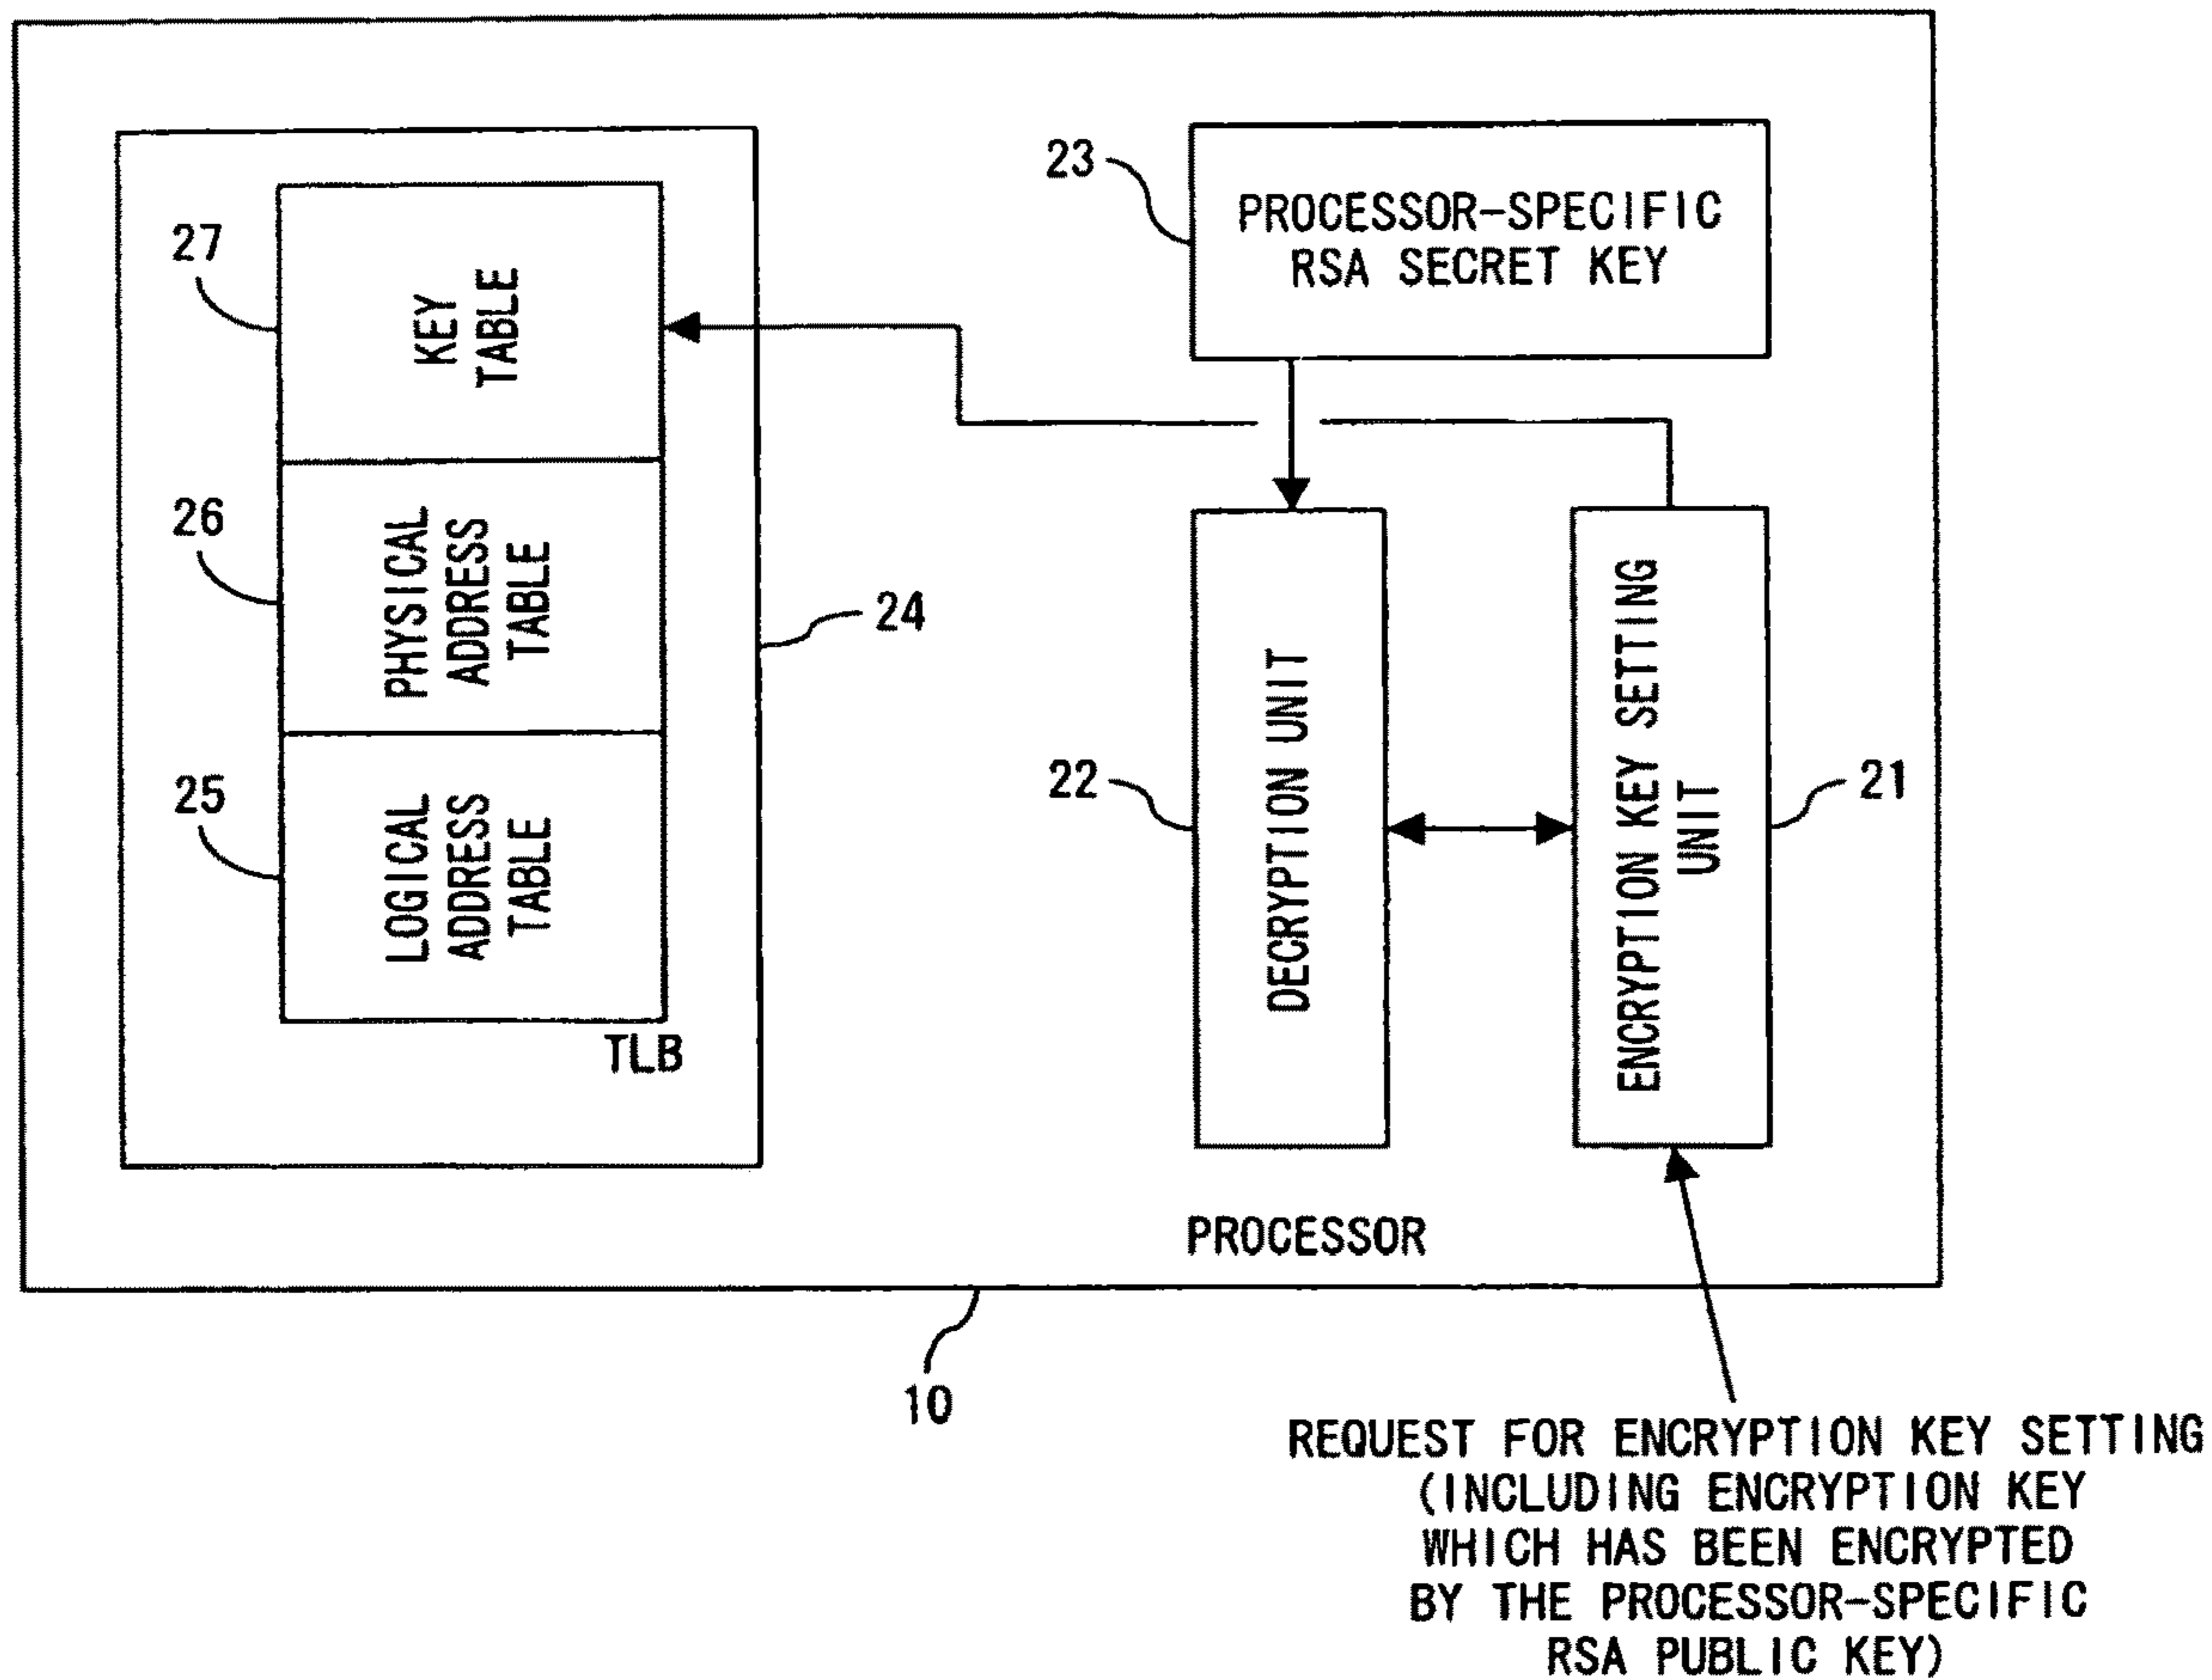 23
PROCESSOR-SPECIFIC
RSA SECRET KEY
27
KEY
TABLE
26
PHYSICAL
ADDRESS
TABLE
24
25
LOGICAL
ADDRESS
TABLE
TLB
22
DECRYPTION UNIT
ENCRYPTION KEY SETTING
UNIT
21
PROCESSOR
10
REQUEST FOR ENCRYPTION KEY SETTING
(INCLUDING ENCRYPTION KEY
WHICH HAS BEEN ENCRYPTED
BY THE PROCESSOR-SPECIFIC
RSA PUBLIC KEY)